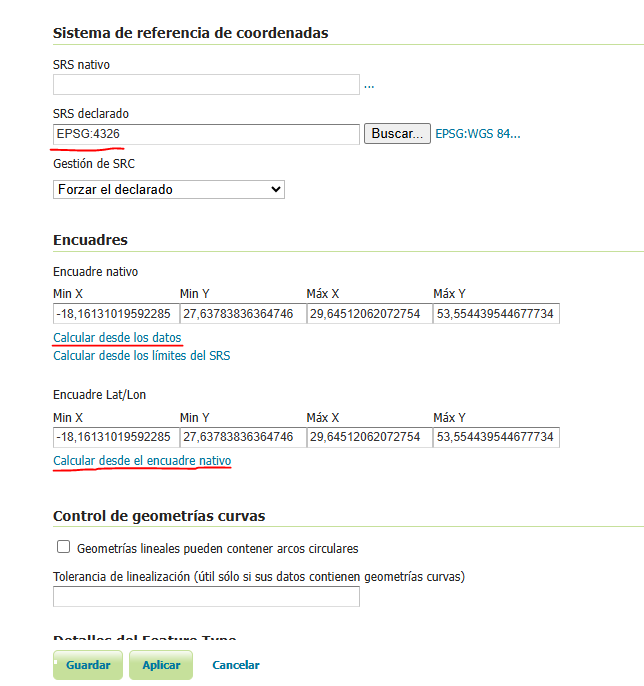 Sistema de referencia de coordenadas
SRS nativo
...
SRS declarado
EPSG:4326 Buscar... EPSG:WGS 84...
Gestión de SRC
Forzar el declarado
Encuadres
Encuadre nativo
Min X Min Y Máx X Máx Y
-18,16131019592285 27,63783836364746 29,64512062072754 53,554439544677734
Calcular desde los datos
Calcular desde los límites del SRS
Encuadre Lat/Lon
Min X Min Y Máx X Máx Y
-18,16131019592285 27,63783836364746 29,64512062072754 53,554439544677734
Calcular desde el encuadre nativo
Control de geometrías curvas
Geometrías lineales pueden contener arcos circulares
Tolerancia de linealización (útil sólo si sus datos contienen geometrías curvas)
Detalles del Feature Type
Guardar Aplicar Cancelar